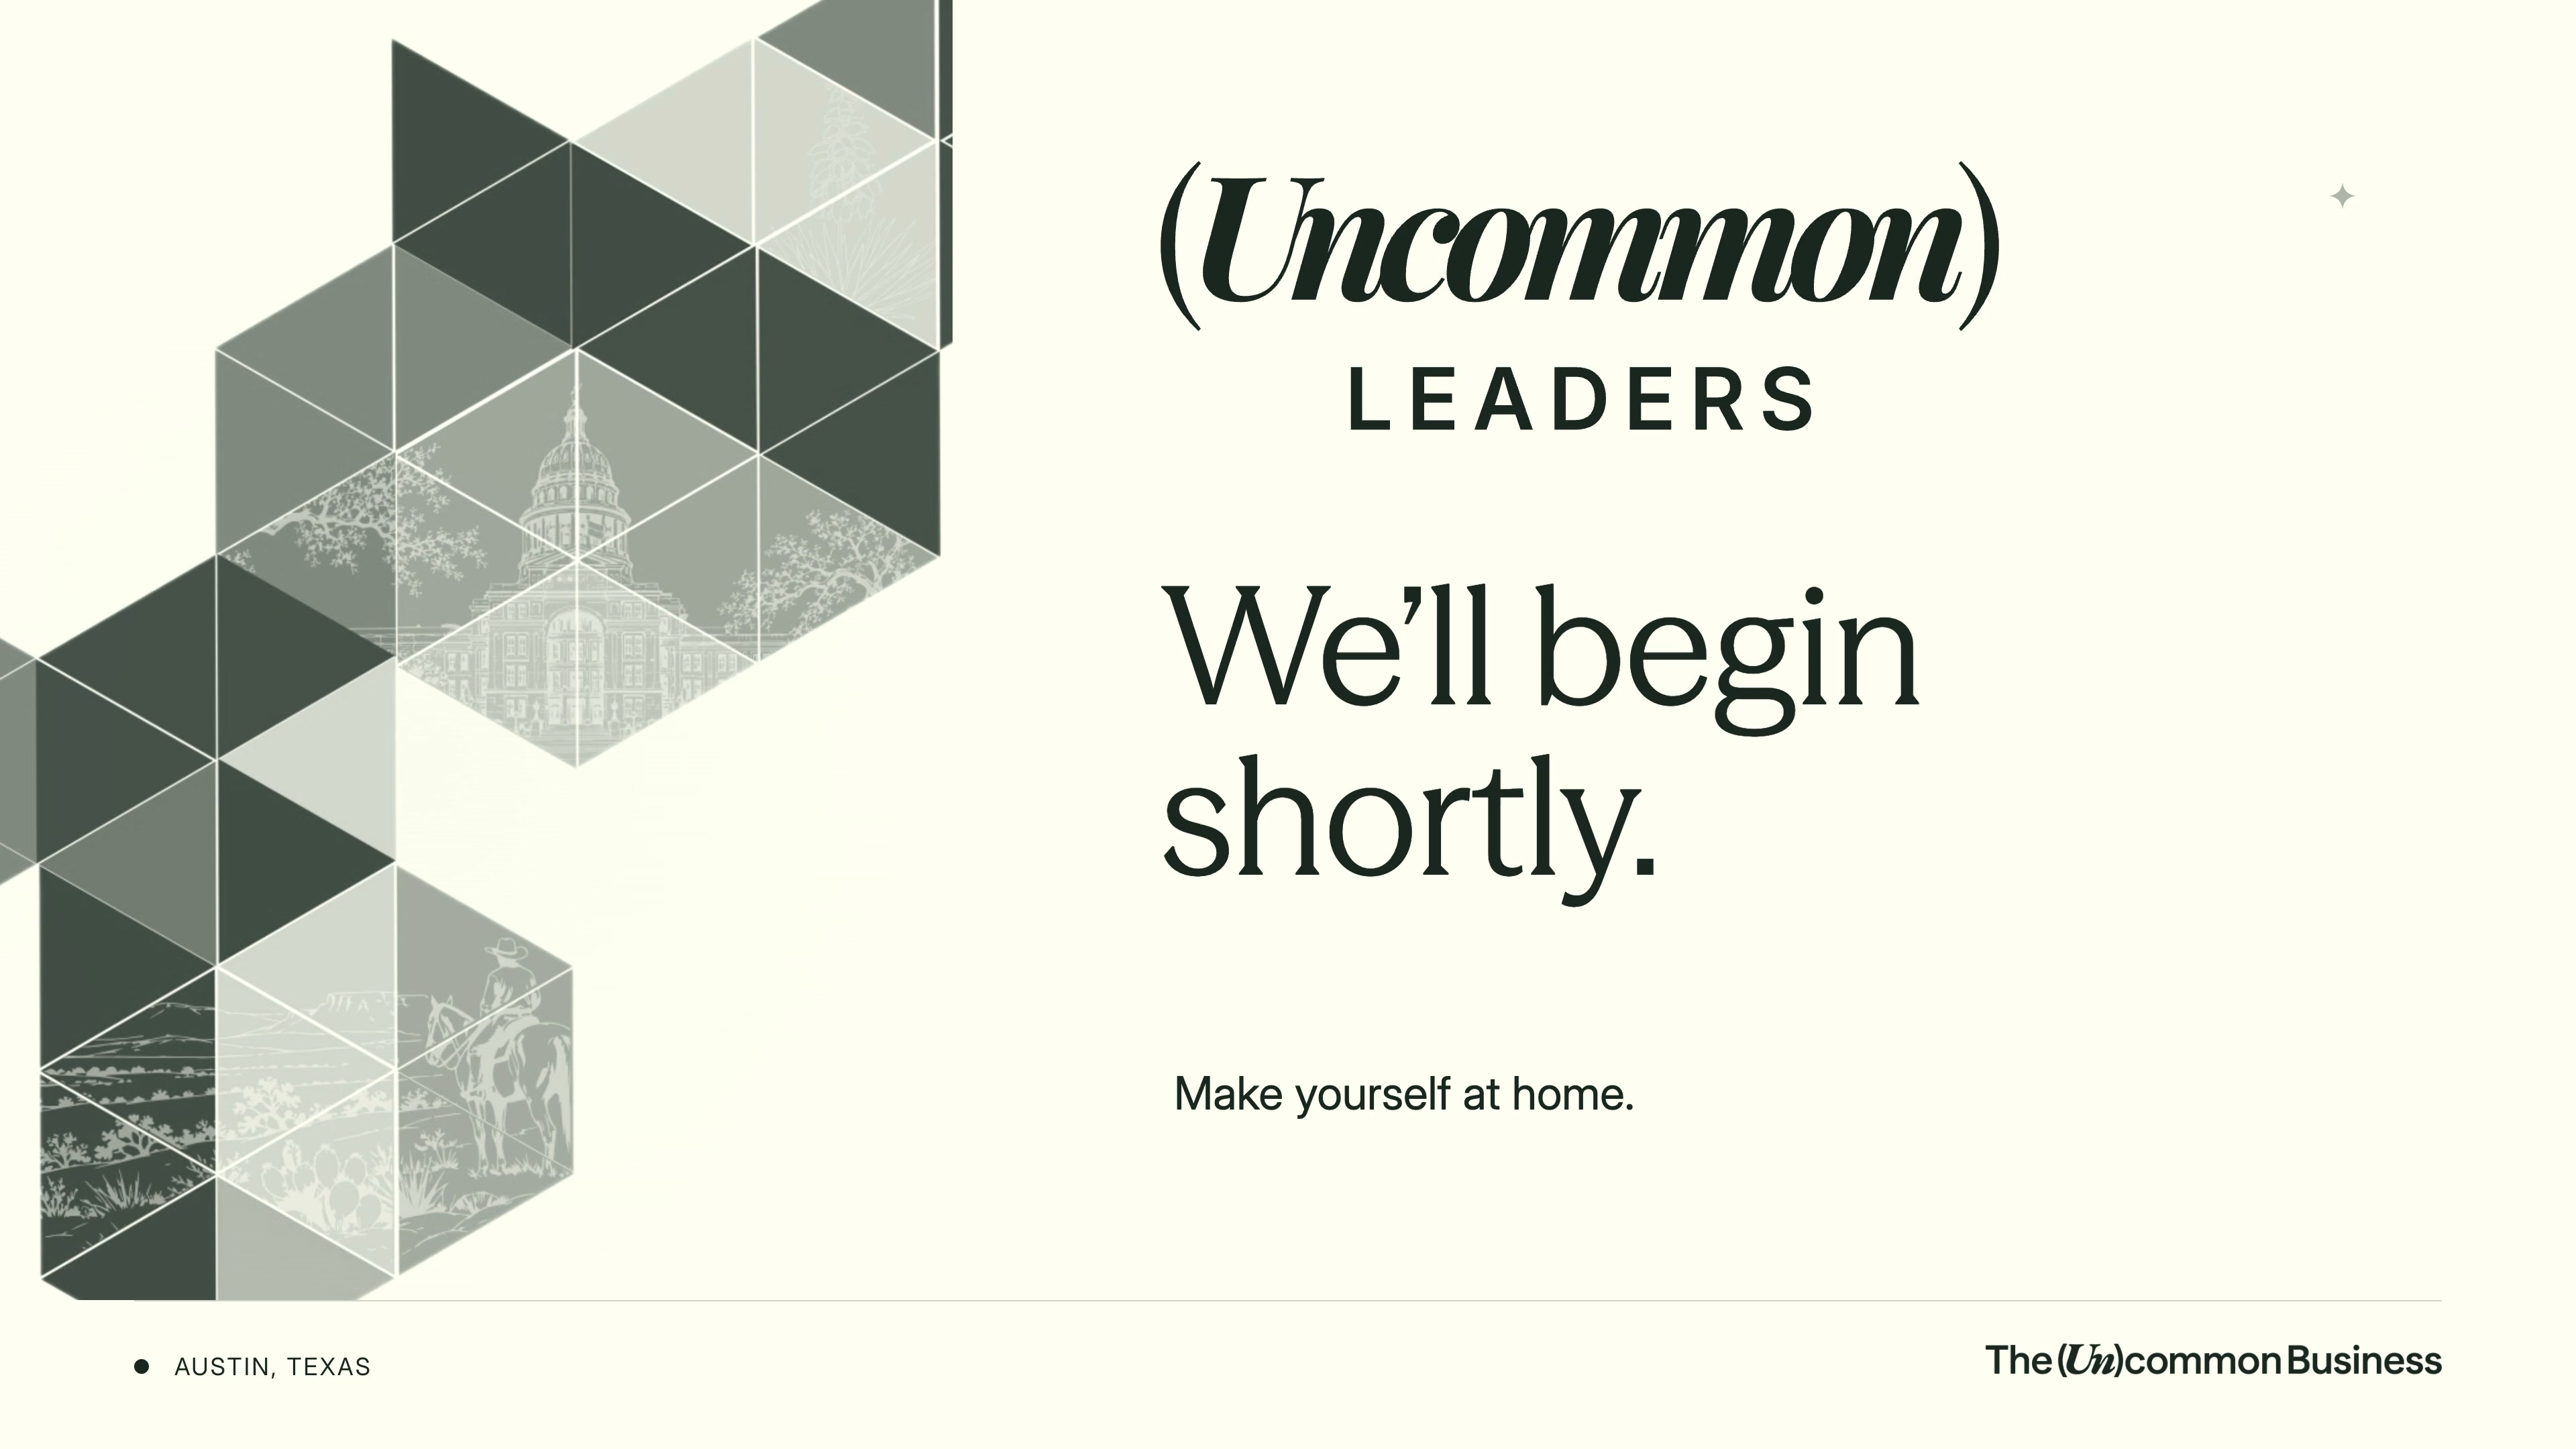 (Uncommon)
LEADERS
We’ll begin
shortly.
Make yourself at home.
AUSTIN, TEXAS
The (Un)common Business